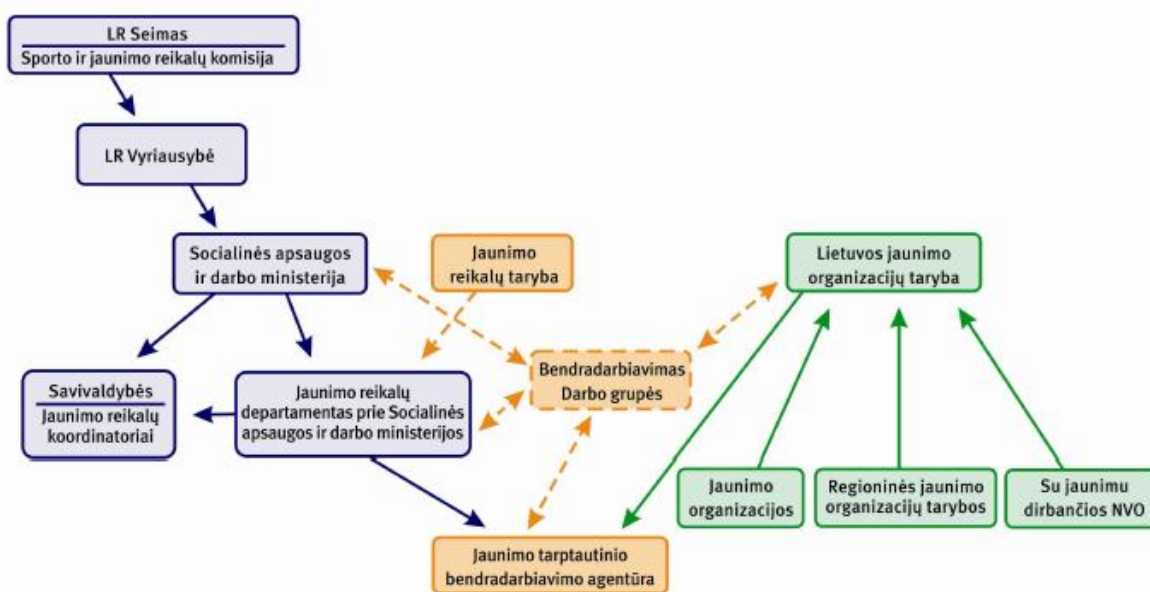 LR Seimas
Sporto ir jaunimo reikalų komisija
LR Vyriausybė
Socialinės apsaugos
ir darbo ministerija
Jaunimo
reikalų taryba
Lietuvos jaunimo
organizacijų taryba
Savivaldybės
Jaunimo reikalų
koordinatoriai
Jaunimo reikalų
departamentas prie Socialinės
apsaugos ir darbo ministerijos
Bendradarbiavimas
Darbo grupės
Jaunimo
organizacijos
Regioninės jaunimo
organizacijų tarybos
Su jaunimu
dirbančios NVO
Jaunimo tarptautinio
bendradarbiavimo agentūra